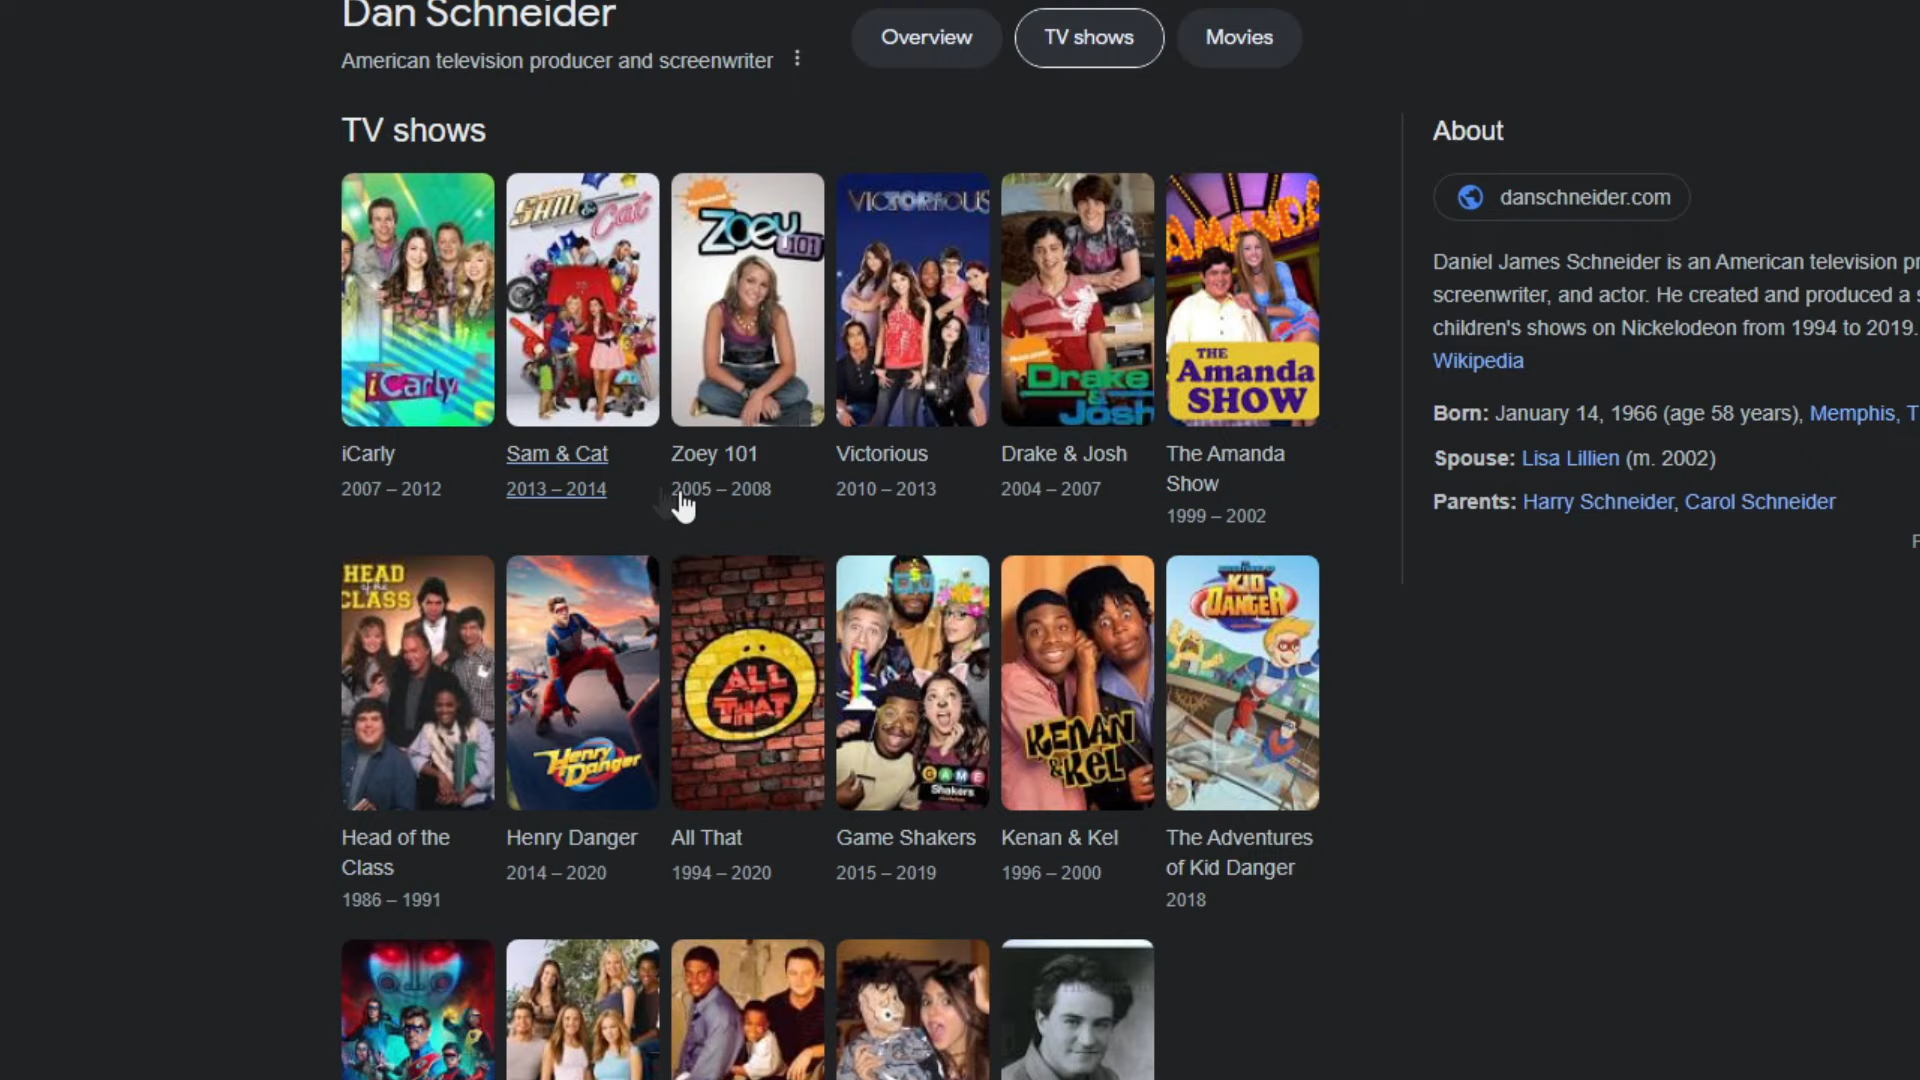 Dan Schneider
American television producer and screenwriter
Overview
TV shows
Movies
TV shows
SAM & Cat
nickelodeon
Zoey 101
VICTORIOUS
AMANDA
iCarly
Drake & Josh
THE Amanda SHOW
iCarly
2007 – 2012
Sam & Cat
2013 – 2014
Zoey 101
2005 – 2008
Victorious
2010 – 2013
Drake & Josh
2004 – 2007
The Amanda
Show
1999 – 2002
HEAD
of the
CLASS
Henry
Danger
ALL
THAT
GAME
Shakers
KENAN
& KEL
KID
DANGER
Head of the
Class
1986 – 1991
Henry Danger
2014 – 2020
All That
1994 – 2020
Game Shakers
2015 – 2019
Kenan & Kel
1996 – 2000
The Adventures
of Kid Danger
2018
About
danschneider.com
Daniel James Schneider is an American television pr
screenwriter, and actor. He created and produced a s
children's shows on Nickelodeon from 1994 to 2019.
Wikipedia
Born: January 14, 1966 (age 58 years), Memphis, T
Spouse: Lisa Lillien (m. 2002)
Parents: Harry Schneider, Carol Schneider
F